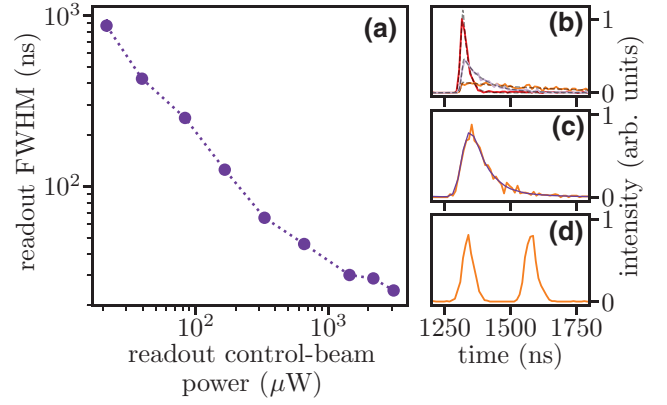 10³
10²
readout FWHM (ns)
(a)
10² 10³
readout control-beam
power (μW)
(b)
1
0
(c)
1
0
(d)
1
0
intensity (arb. units)
1250 1500 1750
time (ns)